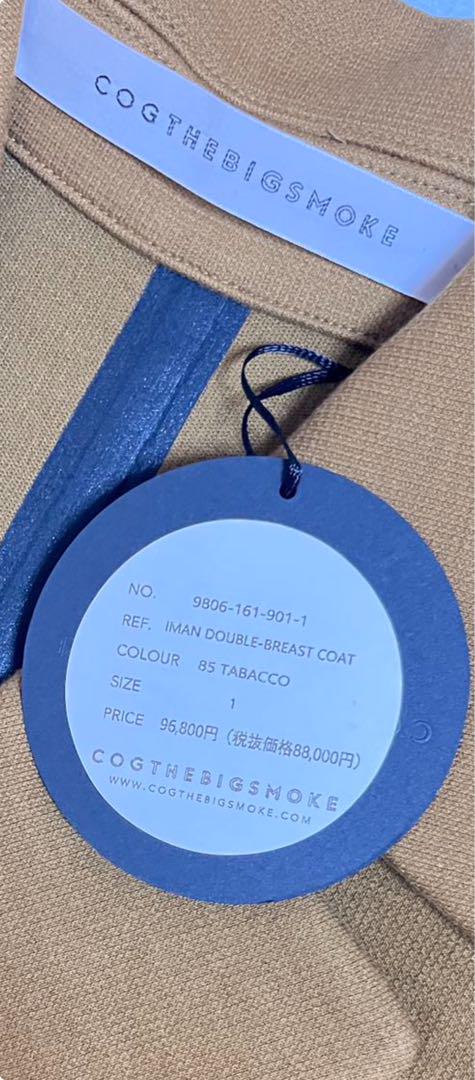 COGTHEBIGSMOKE
NO. 9806-161-901-1
REF. IMAN DOUBLE-BREAST COAT
COLOUR 85 TABACCO
SIZE 1
PRICE 96,800円（税抜価格88,000円）
COGTHEBIGSMOKE
WWW.COGTHEBIGSMOKE.COM